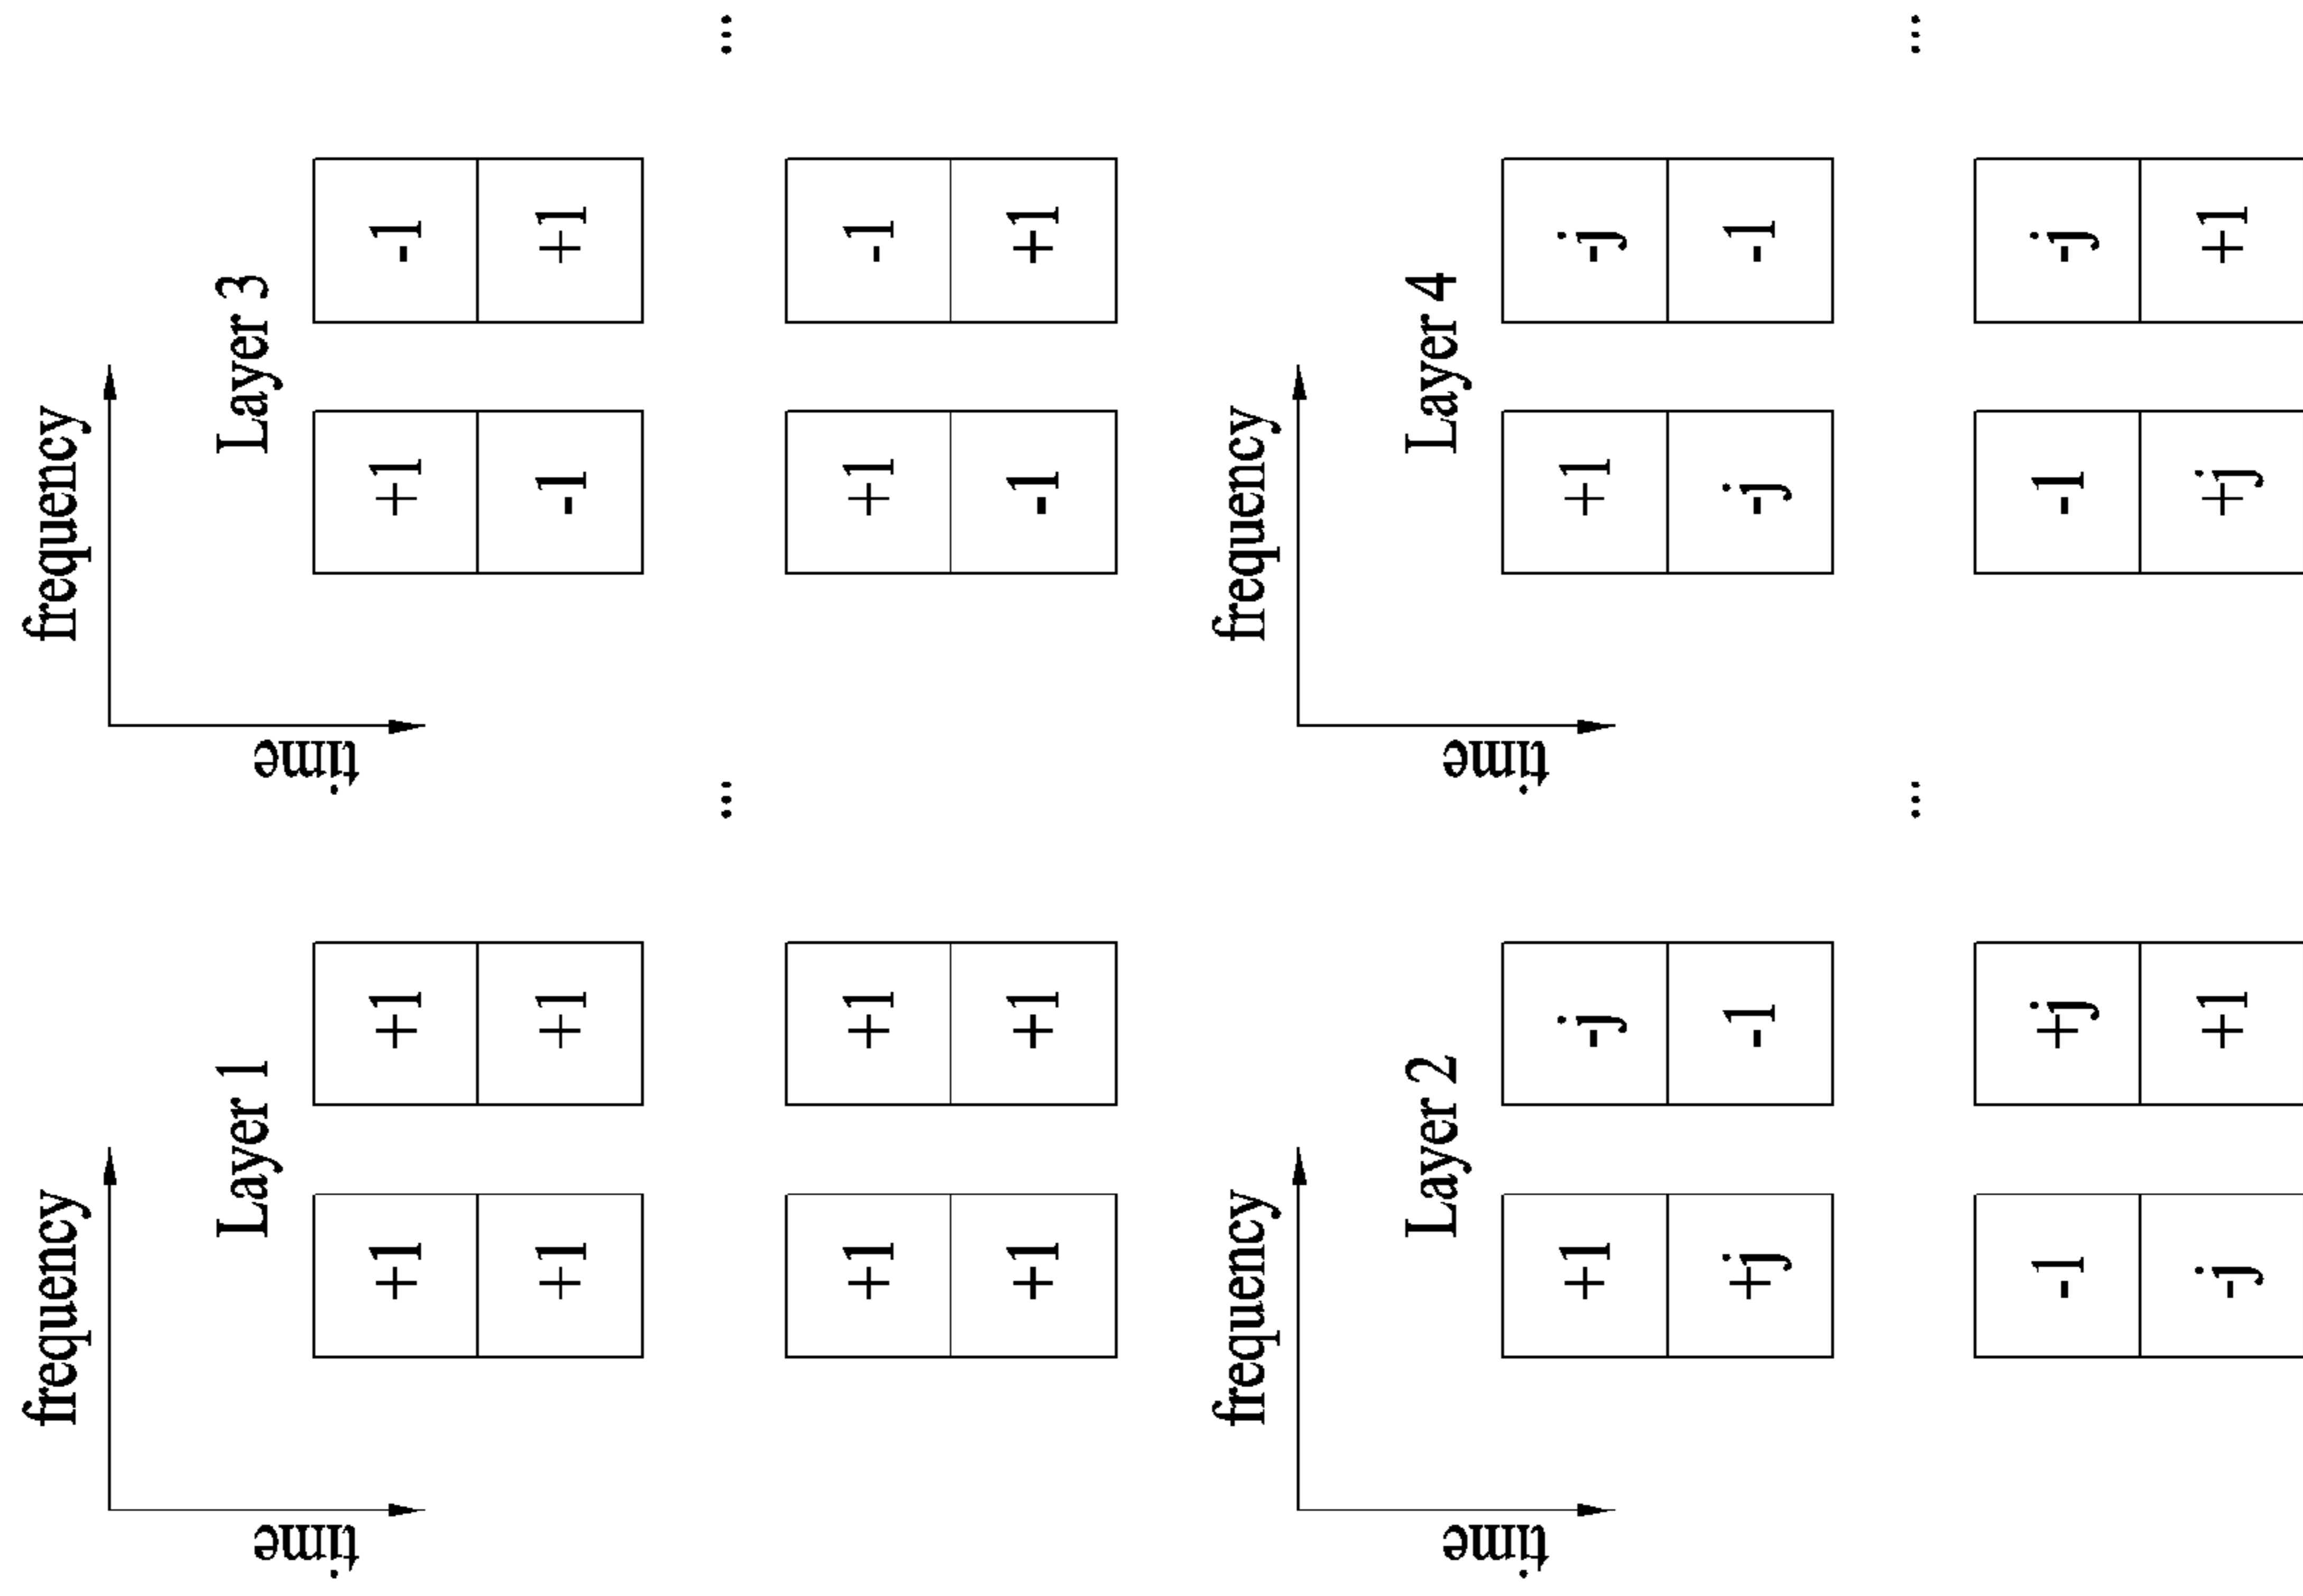 frequency
time
Layer 1
+1 +1
+1 +1
...
+1 +1
+1 +1
frequency
time
Layer 3
+1 -1
-1 +1
...
+1 -1
-1 +1
frequency
time
Layer 2
+1 -j
+j -1
...
-1 +j
-j +1
frequency
time
Layer 4
+1 -j
-j -1
...
-1 -j
+j +1